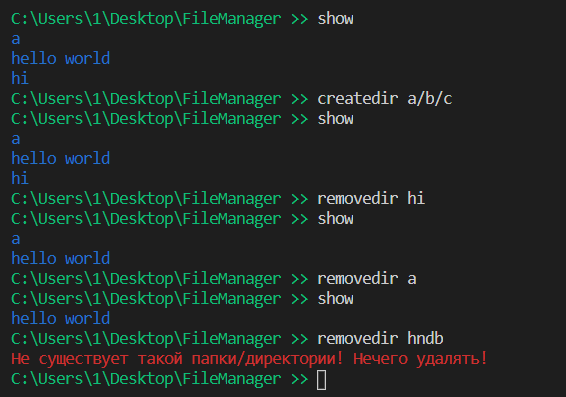 C:\Users\1\Desktop\FileManager >> show
a
hello world
hi
C:\Users\1\Desktop\FileManager >> createdir a/b/c
C:\Users\1\Desktop\FileManager >> show
a
hello world
hi
C:\Users\1\Desktop\FileManager >> removedir hi
C:\Users\1\Desktop\FileManager >> show
a
hello world
C:\Users\1\Desktop\FileManager >> removedir a
C:\Users\1\Desktop\FileManager >> show
hello world
C:\Users\1\Desktop\FileManager >> removedir hndb
Не существует такой папки/директории! Нечего удалять!
C:\Users\1\Desktop\FileManager >>